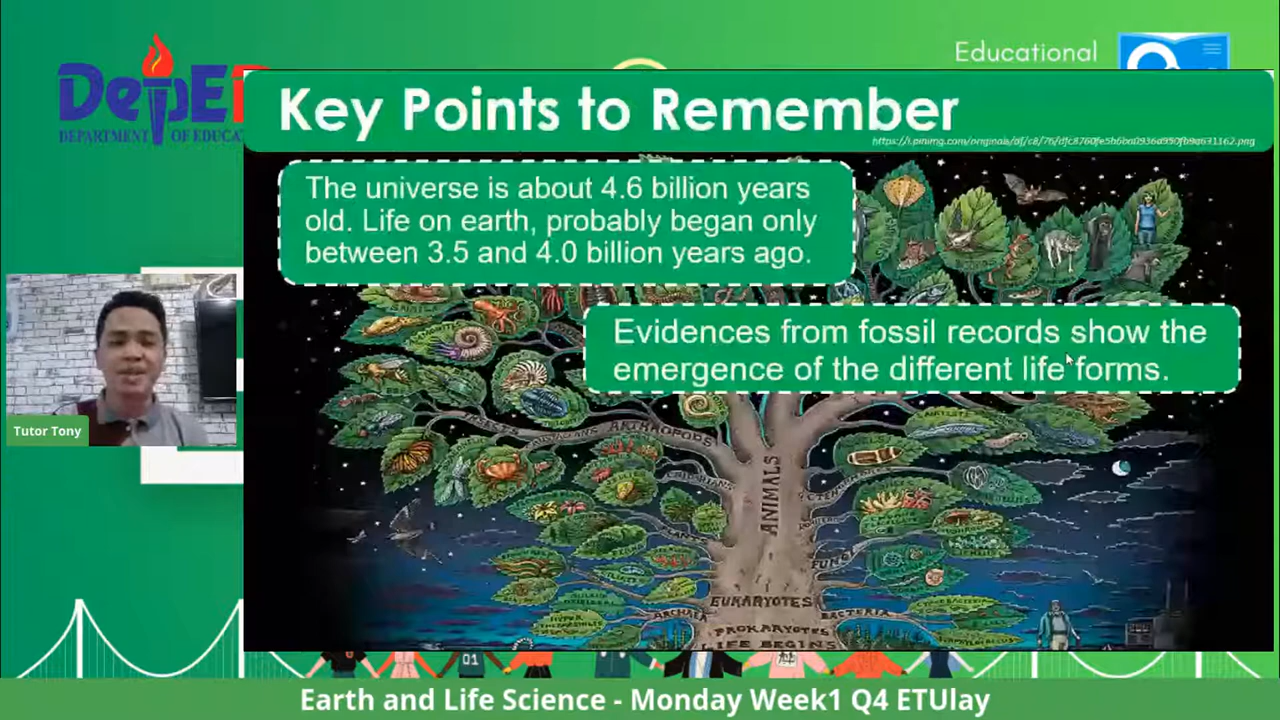 Educational
DepE
DEPARTMENT OF EDUCA
Key Points to Remember
The universe is about 4.6 billion years
old. Life on earth, probably began only
between 3.5 and 4.0 billion years ago.
Evidences from fossil records show the
emergence of the different life forms.
ARTHROPODS
ANIMALS
FUNGI
EUKARYOTES
ARCHAEA
BACTERIA
PROKARYOTES
LIFE BEGINS
Tutor Tony
01
Earth and Life Science - Monday Week1 Q4 ETUlay